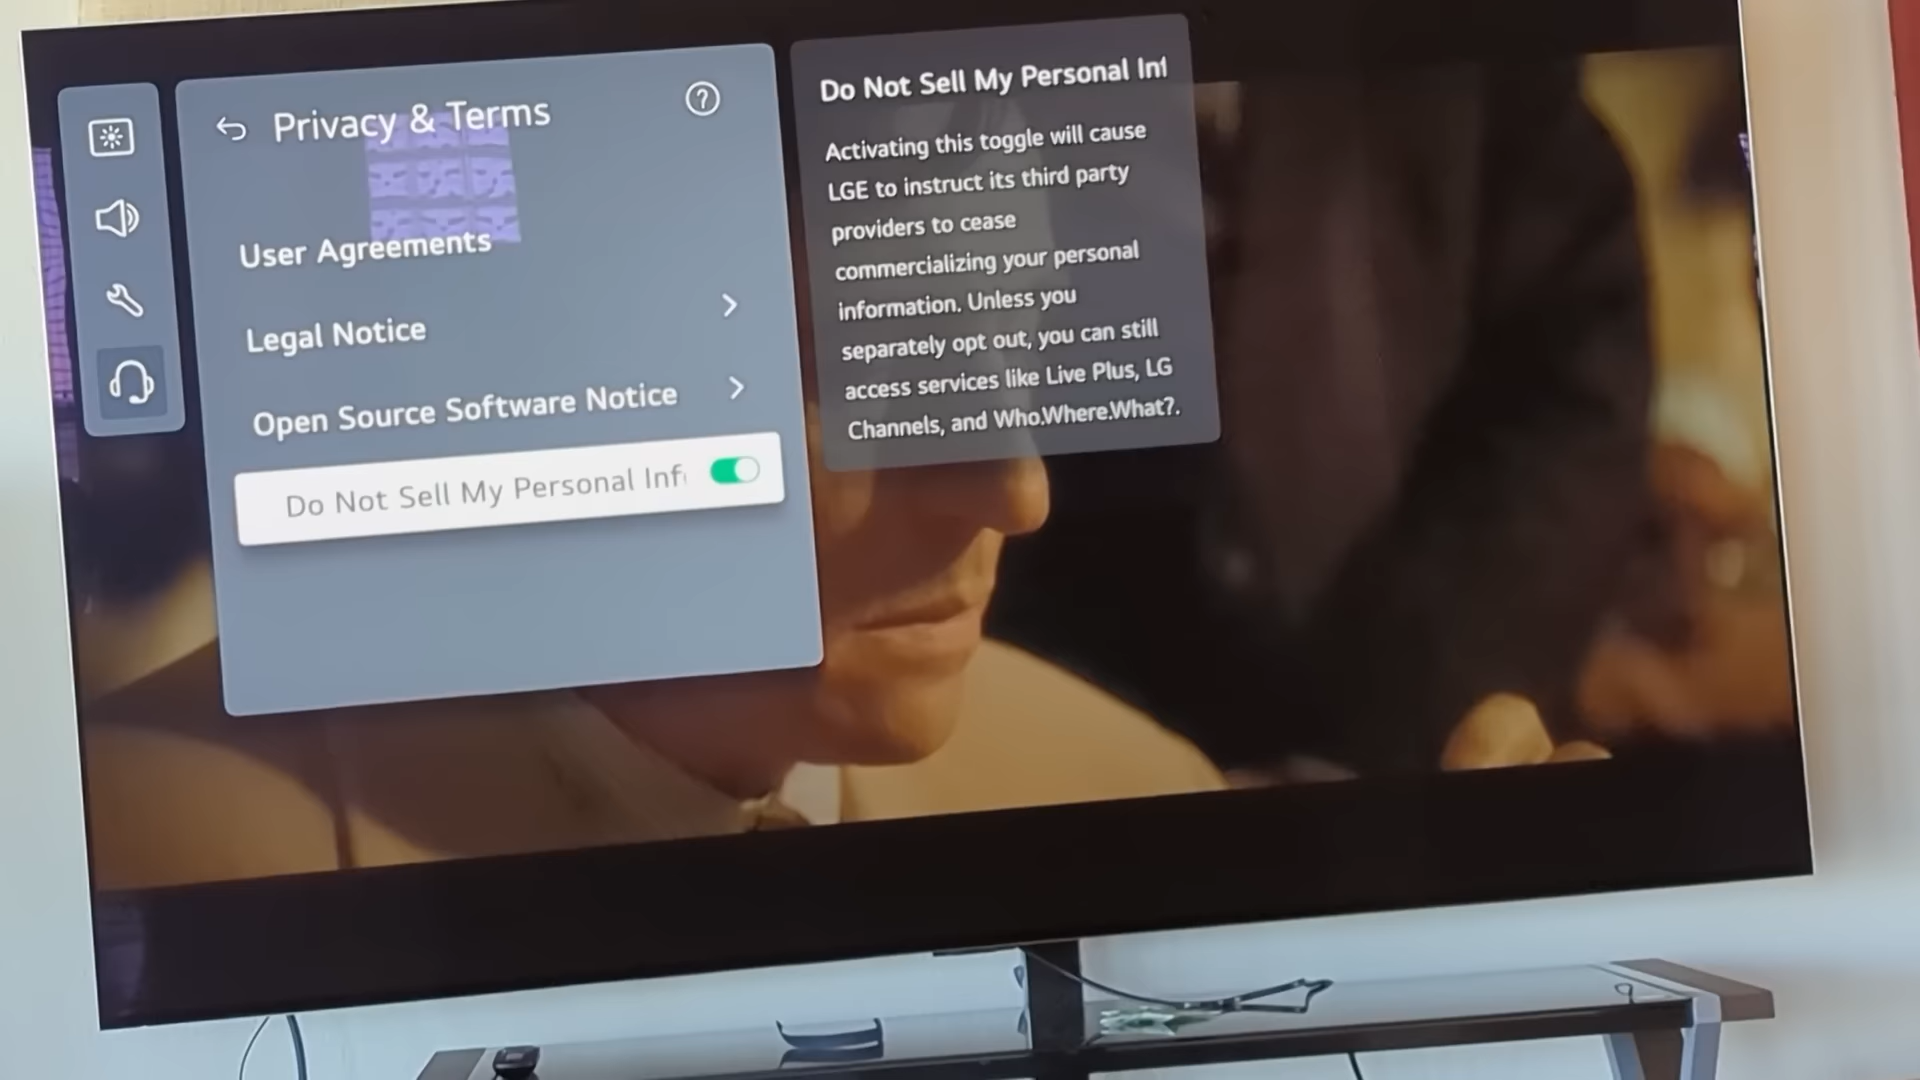 Privacy & Terms
User Agreements
Legal Notice
Open Source Software Notice
Do Not Sell My Personal Inf
Do Not Sell My Personal Inf
Activating this toggle will cause
LGE to instruct its third party
providers to cease
commercializing your personal
information. Unless you
separately opt out, you can still
access services like Live Plus, LG
Channels, and Who.Where.What?.